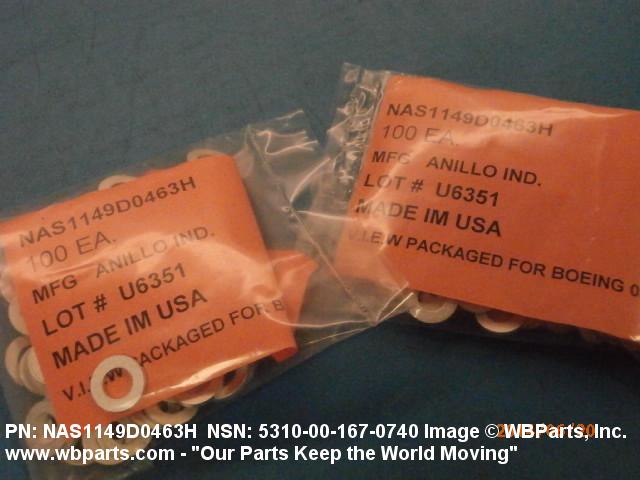 NAS1149D0463H
100 EA.
MFG ANILLO IND.
LOT # U6351
MADE IM USA
V.I.E.W PACKAGED FOR B
NAS1149D0463H
100 EA.
MFG ANILLO IND.
LOT # U6351
MADE IM USA
V.I.E.W PACKAGED FOR BOEING 0
PN: NAS1149D0463H NSN: 5310-00-167-0740 Image © WBParts, Inc.
www.wbparts.com - "Our Parts Keep the World Moving"